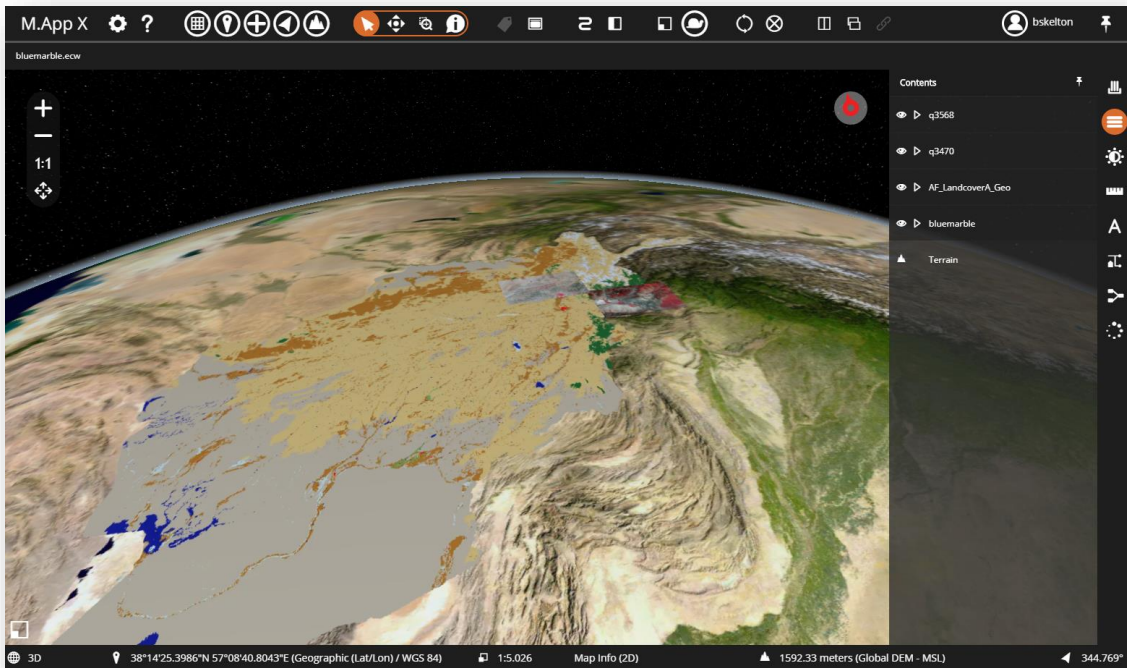 M.App X ? bskelton
bluemarble.ecw
Contents
1:1
q3568
q3470
AF_LandcoverA_Geo
bluemarble
Terrain
A
3D 38°14'25.3986"N 57°08'40.8043"E (Geographic (Lat/Lon) / WGS 84) 1:5.026 Map Info (2D) 1592.33 meters (Global DEM - MSL) 344.769°